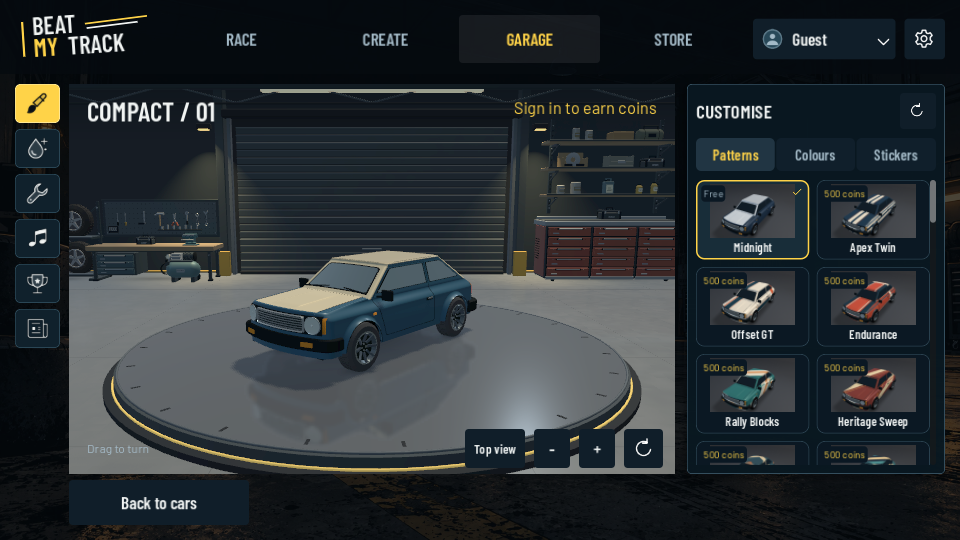 BEAT
MY TRACK
RACE
CREATE
GARAGE
STORE
Guest
COMPACT / 01
Sign in to earn coins
CUSTOMISE
Patterns
Colours
Stickers
Free
Midnight
500 coins
Apex Twin
500 coins
Offset GT
500 coins
Endurance
500 coins
Rally Blocks
500 coins
Heritage Sweep
500 coins
500 coins
Drag to turn
Top view
-
+
Back to cars